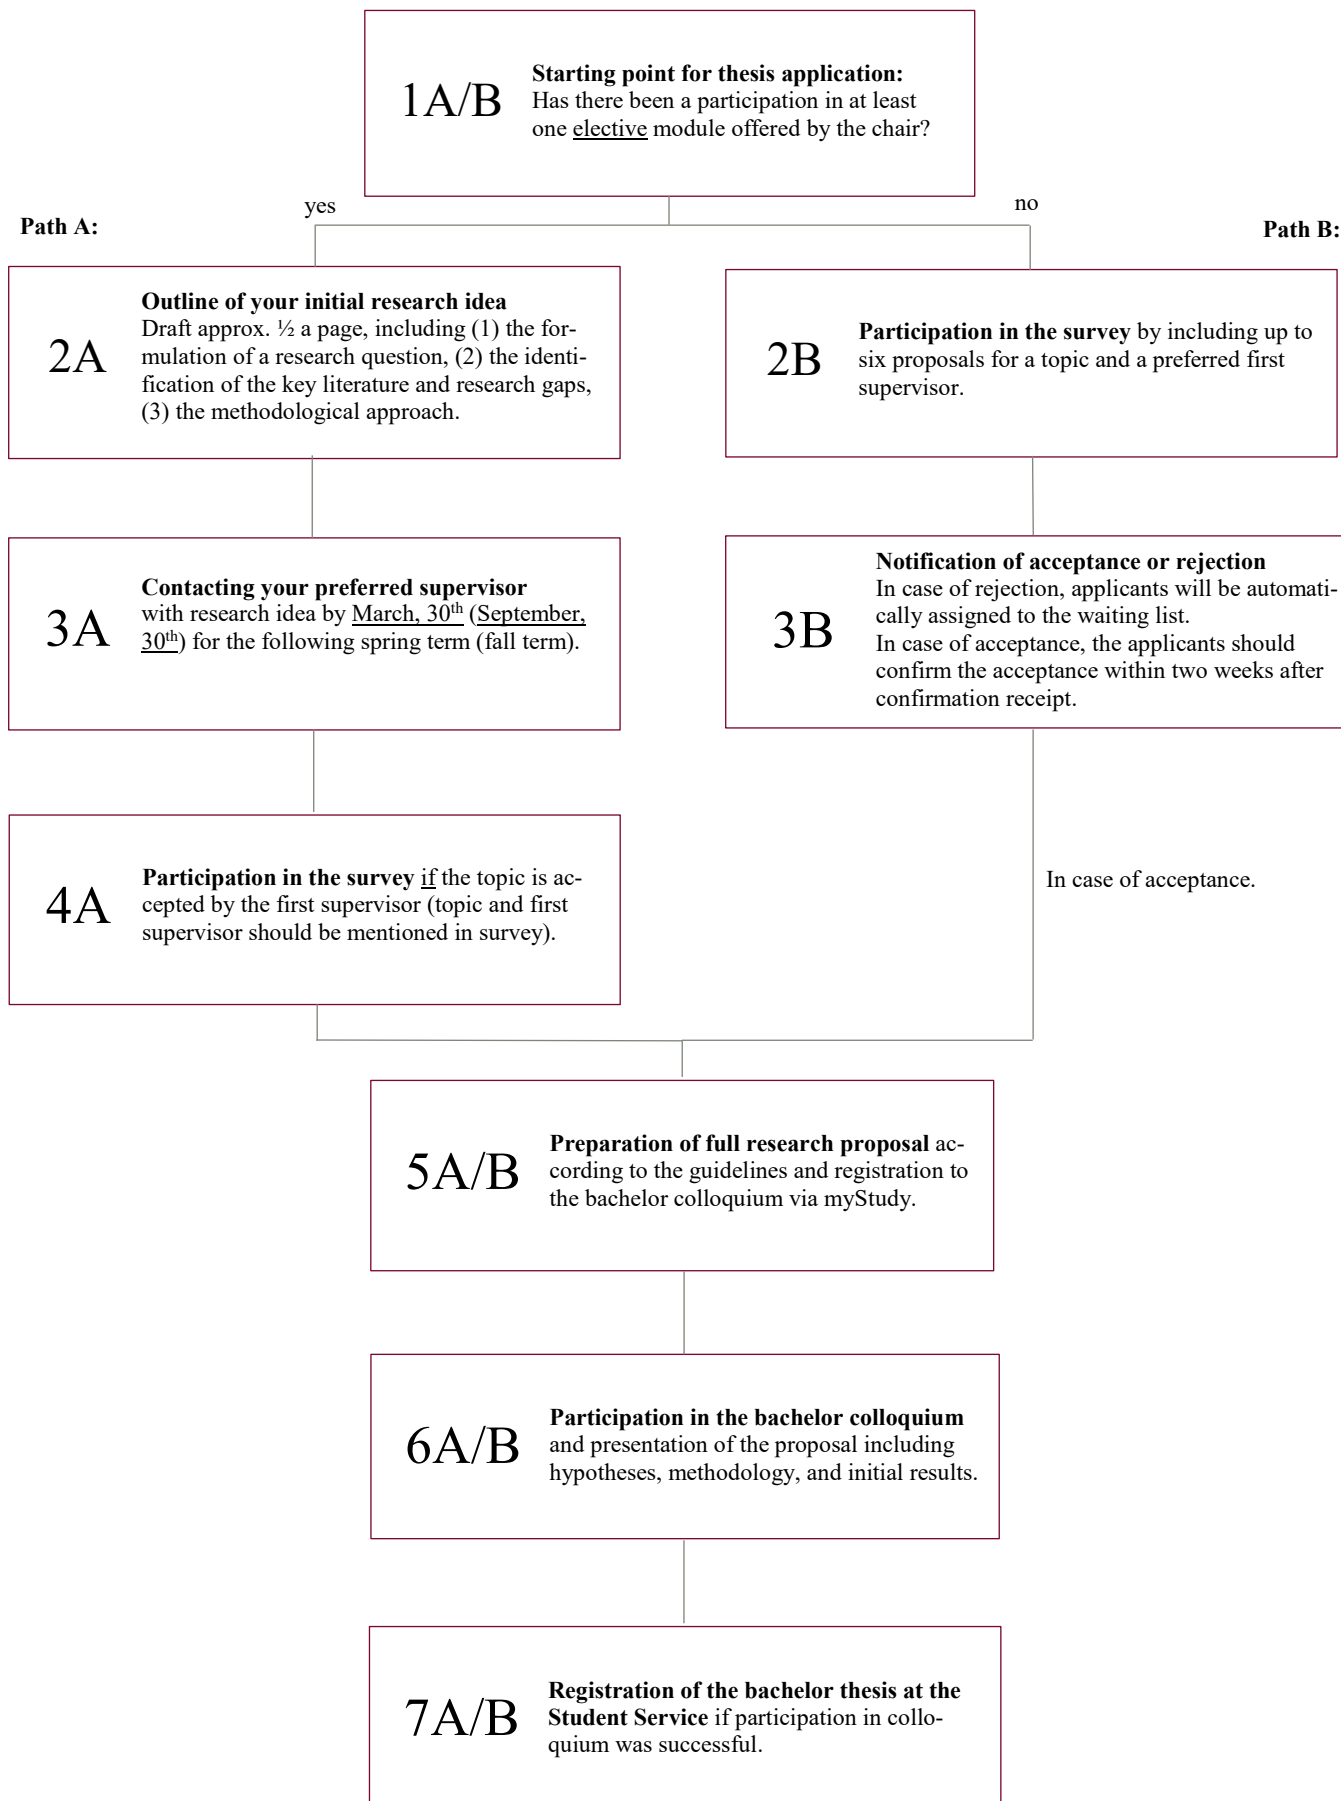 1A/B
Starting point for thesis application:
Has there been a participation in at least
one elective module offered by the chair?
yes
no
Path A:
Path B:
2A
Outline of your initial research idea
Draft approx. ½ a page, including (1) the for-
mulation of a research question, (2) the identi-
fication of the key literature and research gaps,
(3) the methodological approach.
2B
Participation in the survey by including up to
six proposals for a topic and a preferred first
supervisor.
3A
Contacting your preferred supervisor
with research idea by March, 30th (September,
30th) for the following spring term (fall term).
3B
Notification of acceptance or rejection
In case of rejection, applicants will be automati-
cally assigned to the waiting list.
In case of acceptance, the applicants should
confirm the acceptance within two weeks after
confirmation receipt.
4A
Participation in the survey if the topic is ac-
cepted by the first supervisor (topic and first
supervisor should be mentioned in survey).
In case of acceptance.
5A/B
Preparation of full research proposal ac-
cording to the guidelines and registration to
the bachelor colloquium via myStudy.
6A/B
Participation in the bachelor colloquium
and presentation of the proposal including
hypotheses, methodology, and initial results.
7A/B
Registration of the bachelor thesis at the
Student Service if participation in collo-
quium was successful.